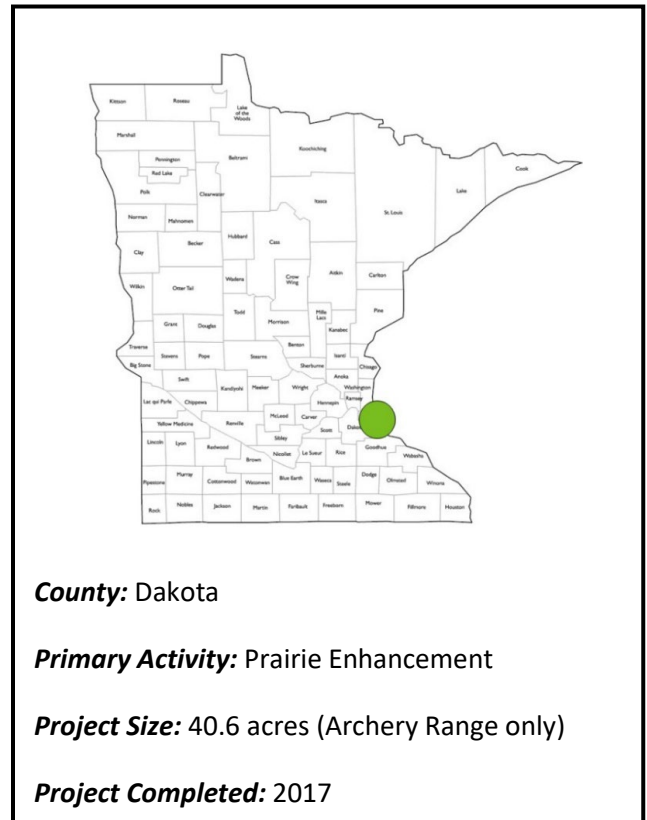 Kittson
Roseau
Lake
of the
Woods
Marshall
Koochiching
Beltrami
Pennington
Red Lake
Cook
Polk
Clearwater
Itasca
Lake
St. Louis
Norman
Mahnomen
Hubbard
Cass
Becker
Clay
Aitkin
Carlton
Wadena
Crow
Wing
Wilkin
Otter Tail
Pine
Todd
Mille
Lacs
Morrison
Grant
Douglas
Kanabec
Benton
Traverse
Stevens
Pope
Stearns
Isanti
Big Stone
Sherburne
Chisago
Anoka
Swift
Kandiyohi
Meeker
Wright
Washington
Hennepin
Ramsey
Lac qui Parle
Chippewa
McLeod
Carver
Yellow Medicine
Renville
Scott
Sibley
Goodhue
Lincoln
Lyon
Redwood
Nicollet
Le Sueur
Rice
Wabasha
Brown
Pipestone
Murray
Cottonwood
Watonwan
Blue Earth
Waseca
Steele
Dodge
Olmsted
Winona
Rock
Nobles
Jackson
Martin
Faribault
Freeborn
Mower
Fillmore
Houston
County: Dakota
Primary Activity: Prairie Enhancement
Project Size: 40.6 acres (Archery Range only)
Project Completed: 2017